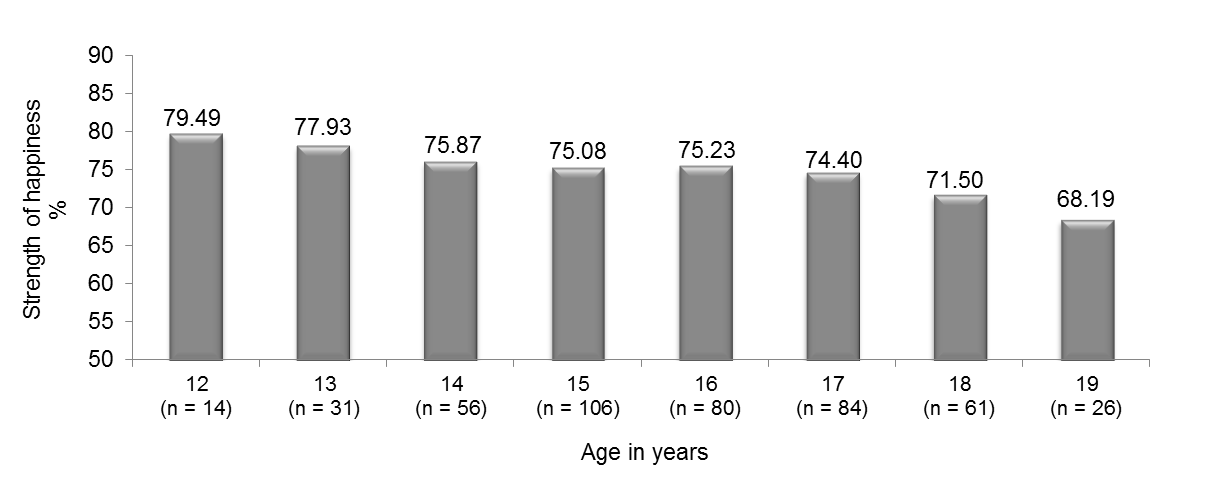 Strength of happiness
%
90
85
80
75
70
65
60
55
50
79.49
77.93
75.87
75.08
75.23
74.40
71.50
68.19
12
(n = 14)
13
(n = 31)
14
(n = 56)
15
(n = 106)
16
(n = 80)
17
(n = 84)
18
(n = 61)
19
(n = 26)
Age in years